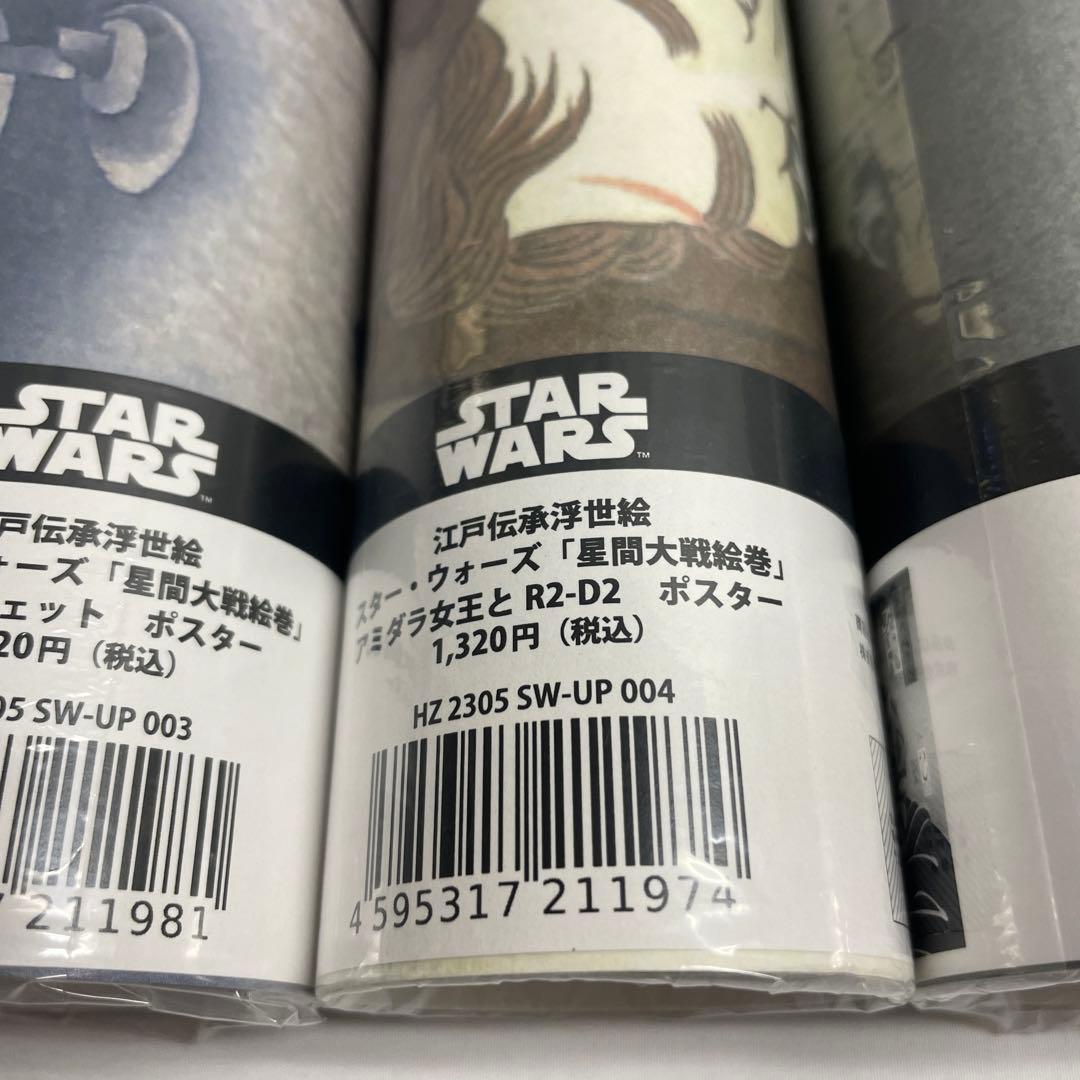 STAR
WARS
TM
戸伝承浮世絵
ォーズ「星間大戦絵巻」
ェット ポスター
20円（税込）
05 SW-UP 003
7 211981
STAR
WARS
TM
江戸伝承浮世絵
スター・ウォーズ「星間大戦絵巻」
アミダラ女王と R2-D2 ポスター
1,320円（税込）
HZ 2305 SW-UP 004
4 595317 211974